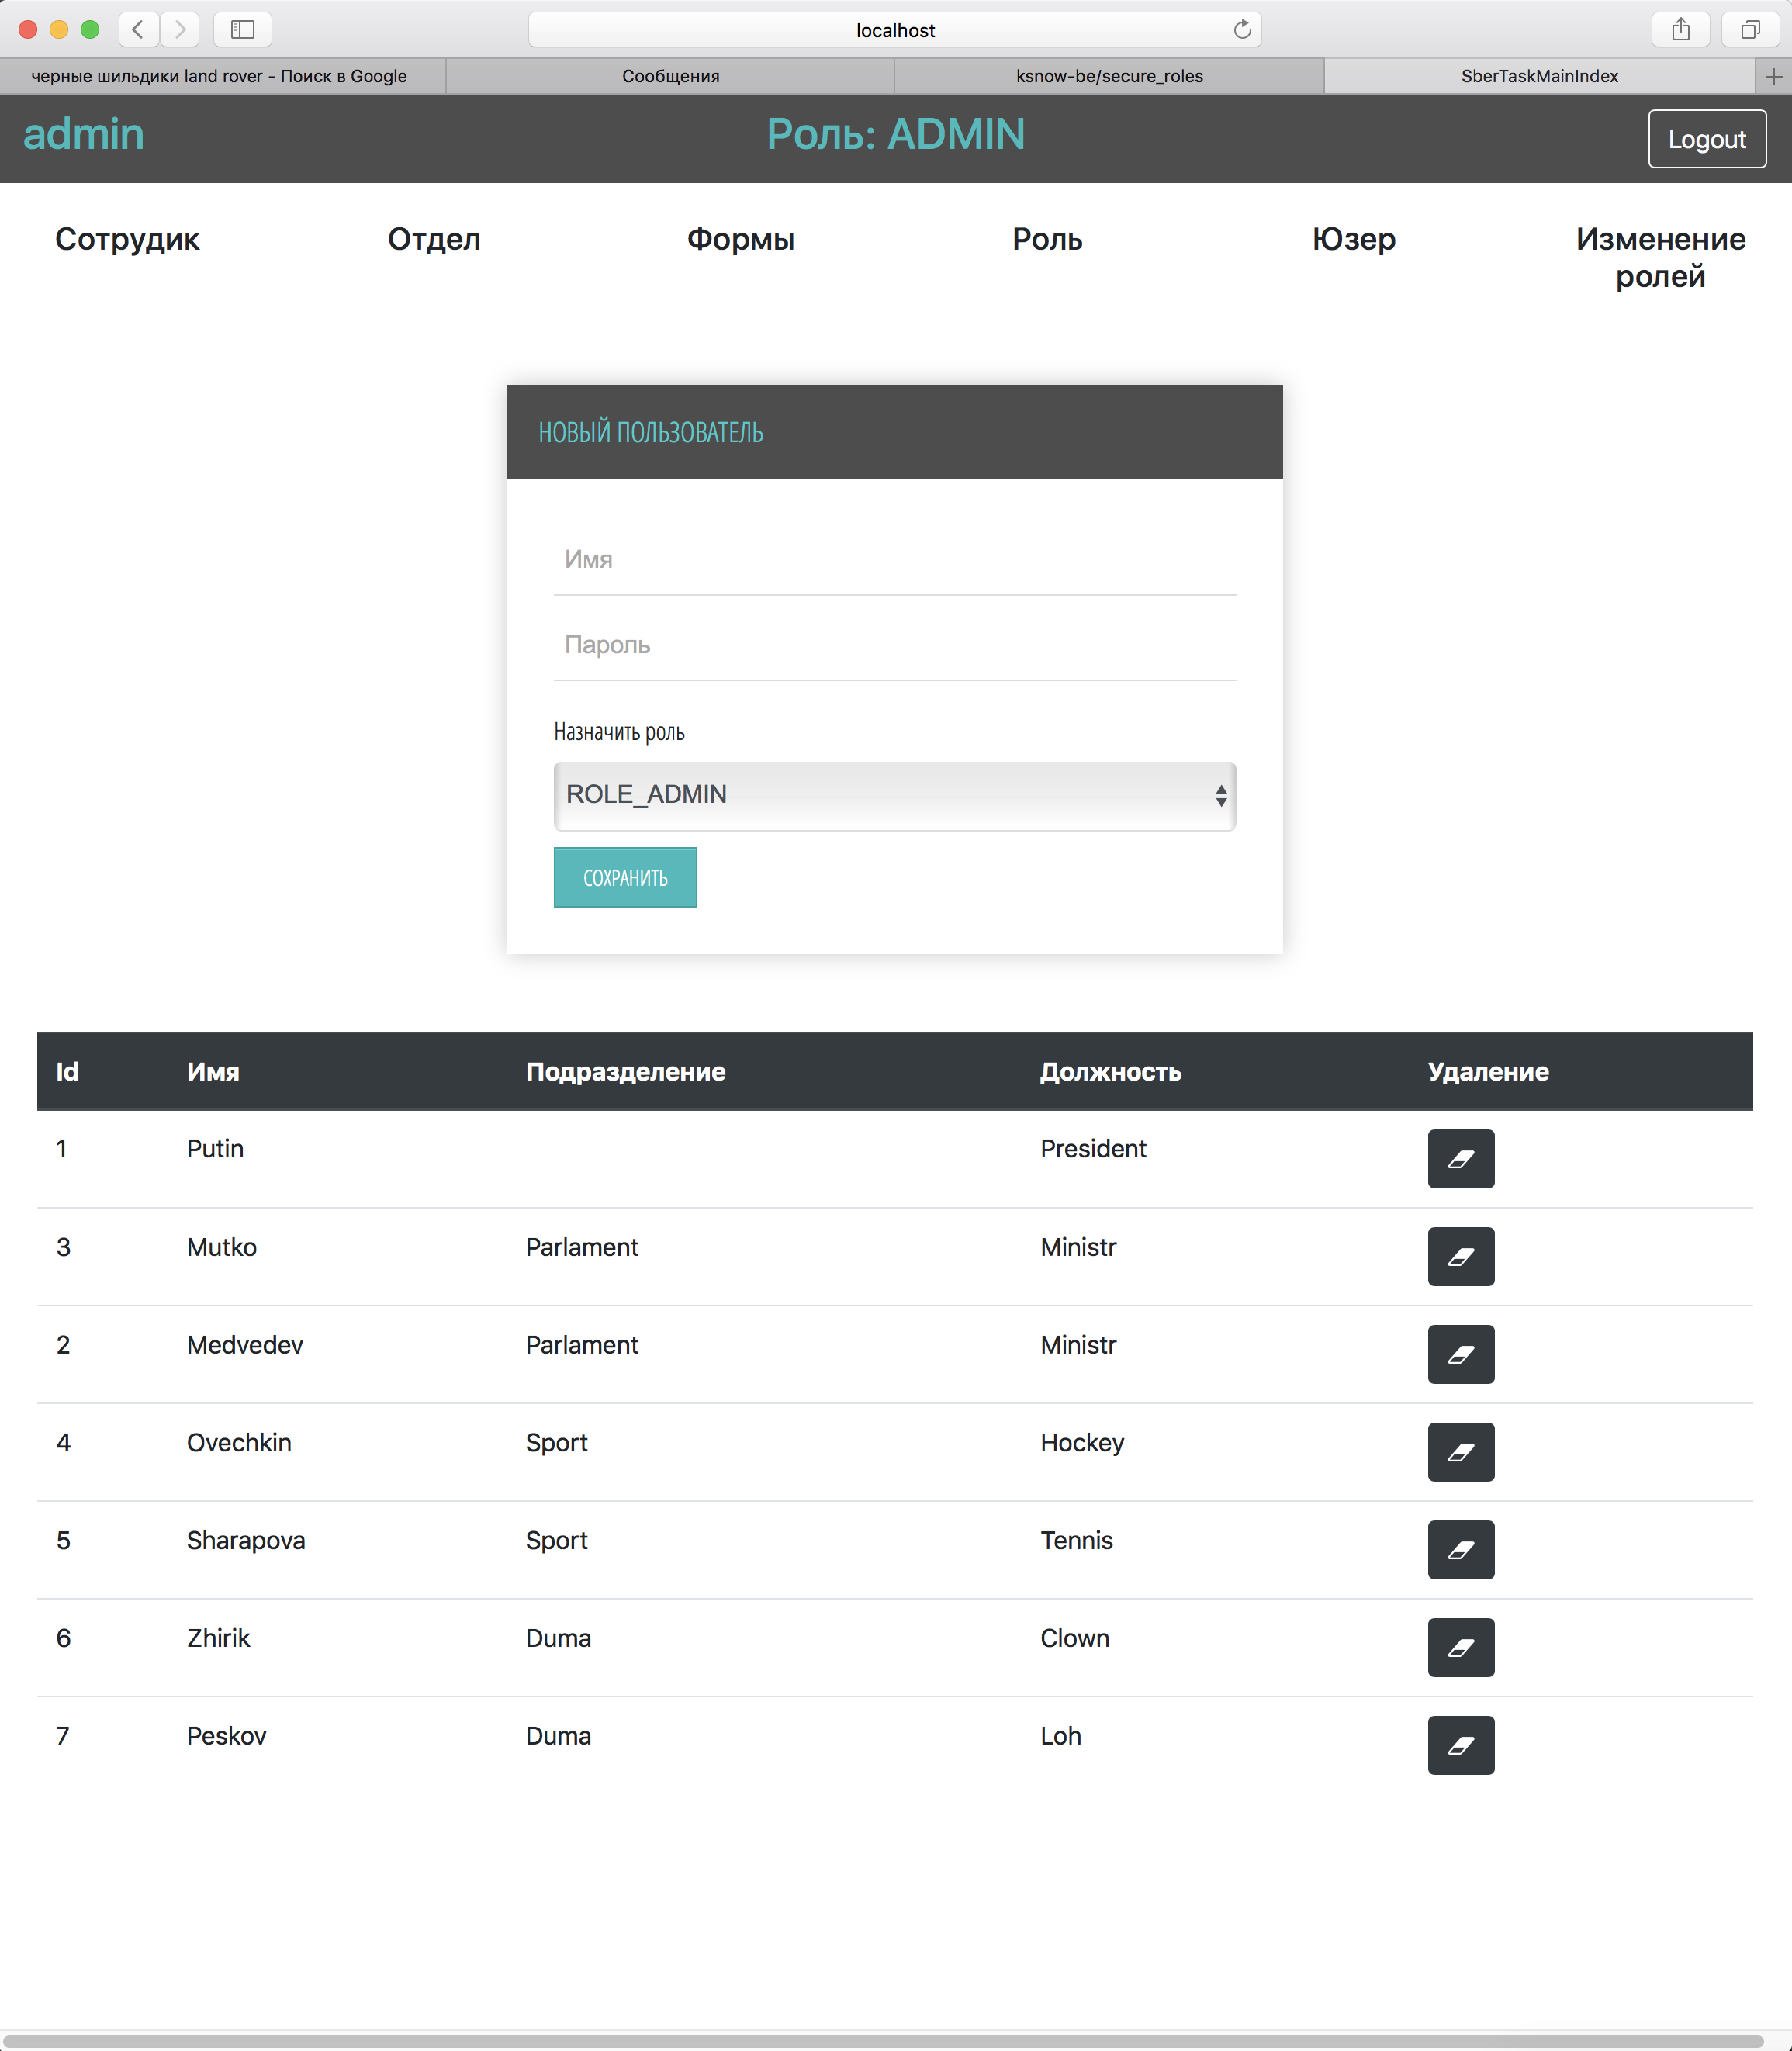 localhost
черные шильдики land rover - Поиск в Google
Сообщения
ksnow-be/secure_roles
SberTaskMainIndex
admin
Роль: ADMIN
Logout
Сотрудик
Отдел
Формы
Роль
Юзер
Изменение
ролей
НОВЫЙ ПОЛЬЗОВАТЕЛЬ
Имя
Пароль
Назначить роль
ROLE_ADMIN
СОХРАНИТЬ
Id Имя Подразделение Должность Удаление
1 Putin President
3 Mutko Parlament Ministr
2 Medvedev Parlament Ministr
4 Ovechkin Sport Hockey
5 Sharapova Sport Tennis
6 Zhirik Duma Clown
7 Peskov Duma Loh